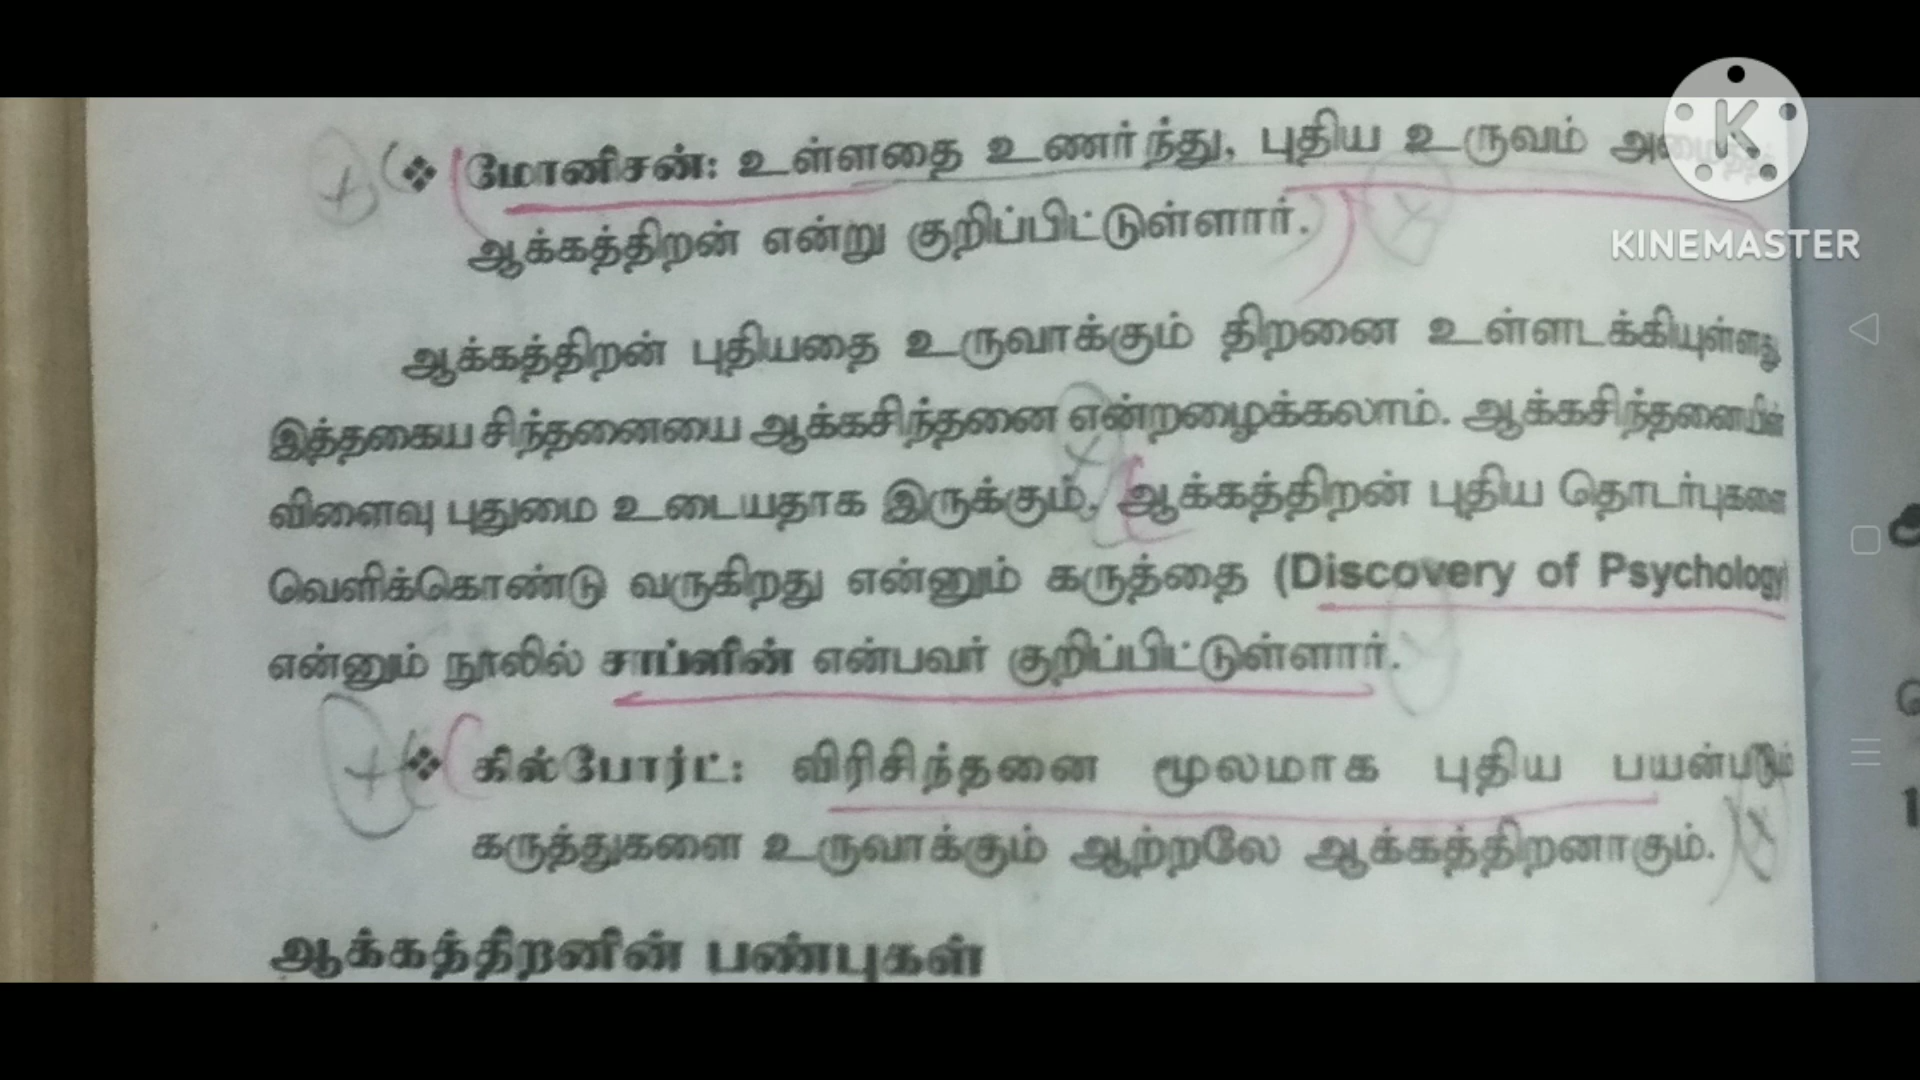 ❖ மோனிசன்: உள்ளதை உணர்ந்து, புதிய உருவம்
KINEMASTER
ஆக்கத்திறன் என்று குறிப்பிட்டுள்ளார்.
ஆக்கத்திறன் புதியதை உருவாக்கும் திறனை உள்ளடக்கியுள்ளது
இத்தகைய சிந்தனையை ஆக்கசிந்தனை என்றழைக்கலாம். ஆக்கசிந்தனையின்
விளைவு புதுமை உடையதாக இருக்கும். ஆக்கத்திறன் புதிய தொடர்புகளை
வெளிக்கொண்டு வருகிறது என்னும் கருத்தை (Discovery of Psychology)
என்னும் நூலில் சாப்ளின் என்பவர் குறிப்பிட்டுள்ளார்.
❖ கில்போர்ட்: விரிசிந்தனை மூலமாக புதிய பயன்படும்
கருத்துகளை உருவாக்கும் ஆற்றலே ஆக்கத்திறனாகும்.
ஆக்கத்திறனின் பண்புகள்